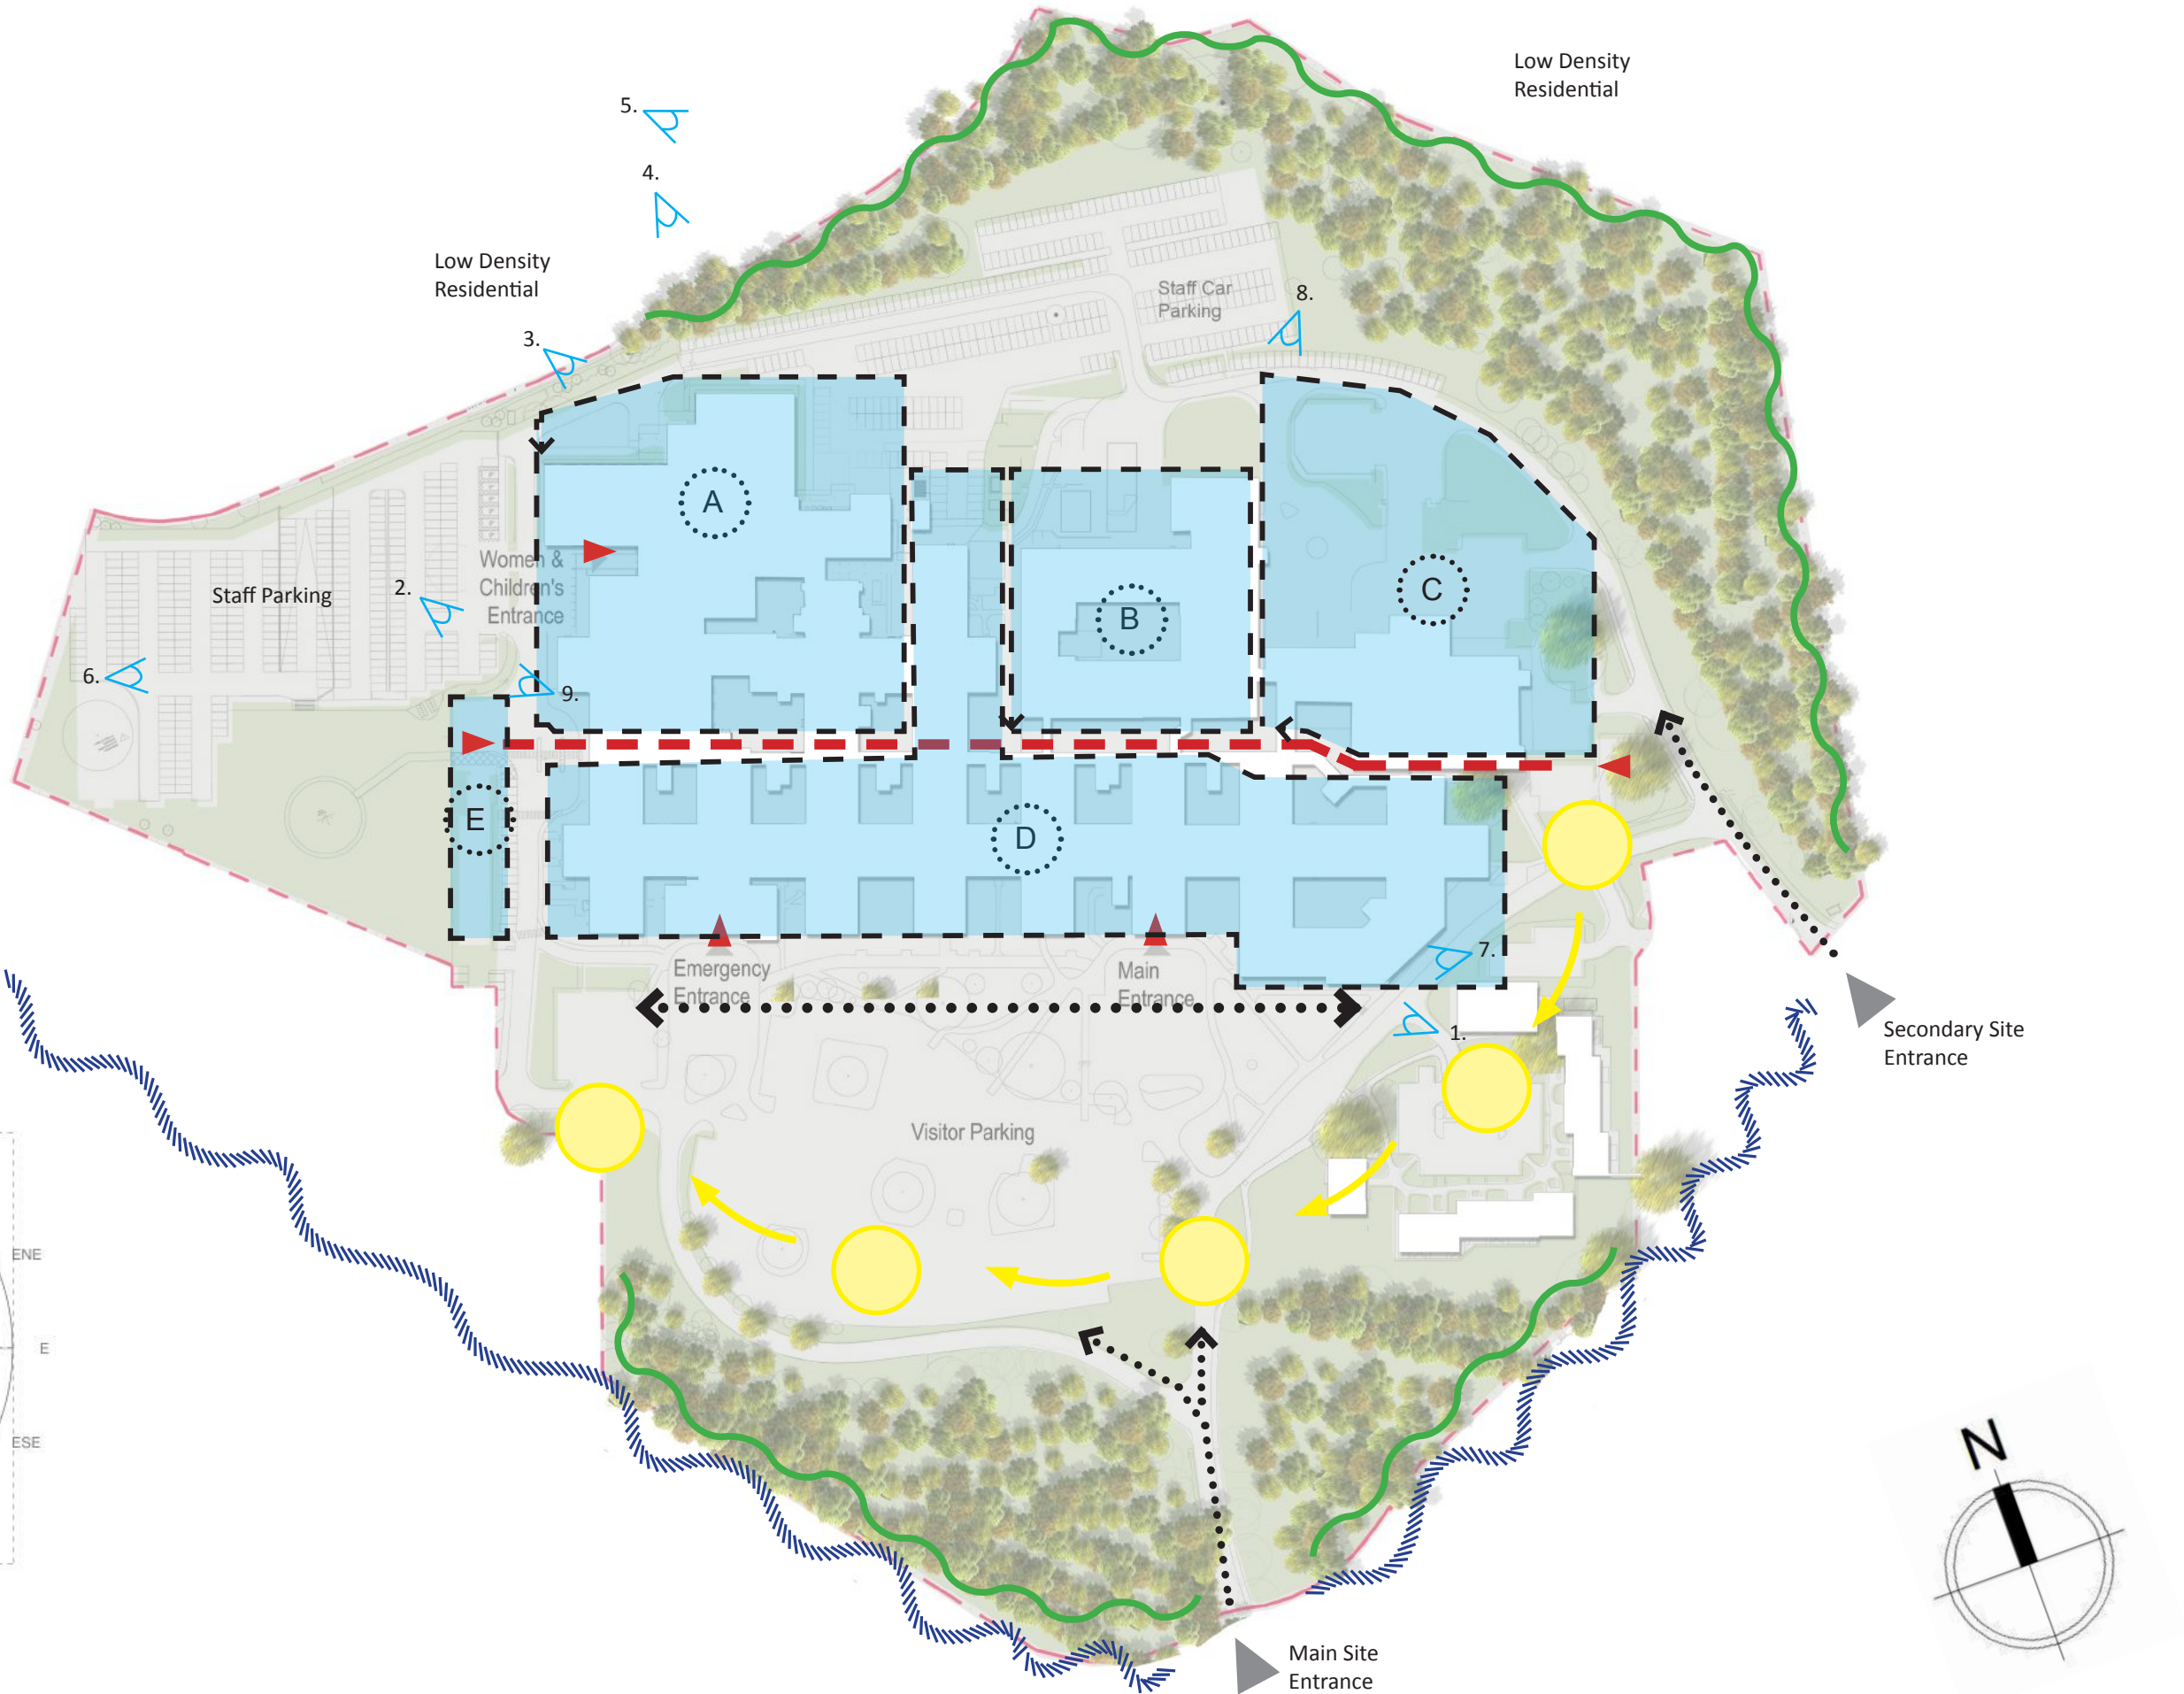 Low Density
Residential
5.
4.
Low Density
Residential
Staff Car
Parking
8.
3.
A
Women &
Children's
Entrance
B
C
Staff Parking
2.
6.
9.
E
D
Emergency
Entrance
Main
Entrance
7.
1.
Secondary Site
Entrance
Visitor Parking
ENE
E
ESE
N
Main Site
Entrance